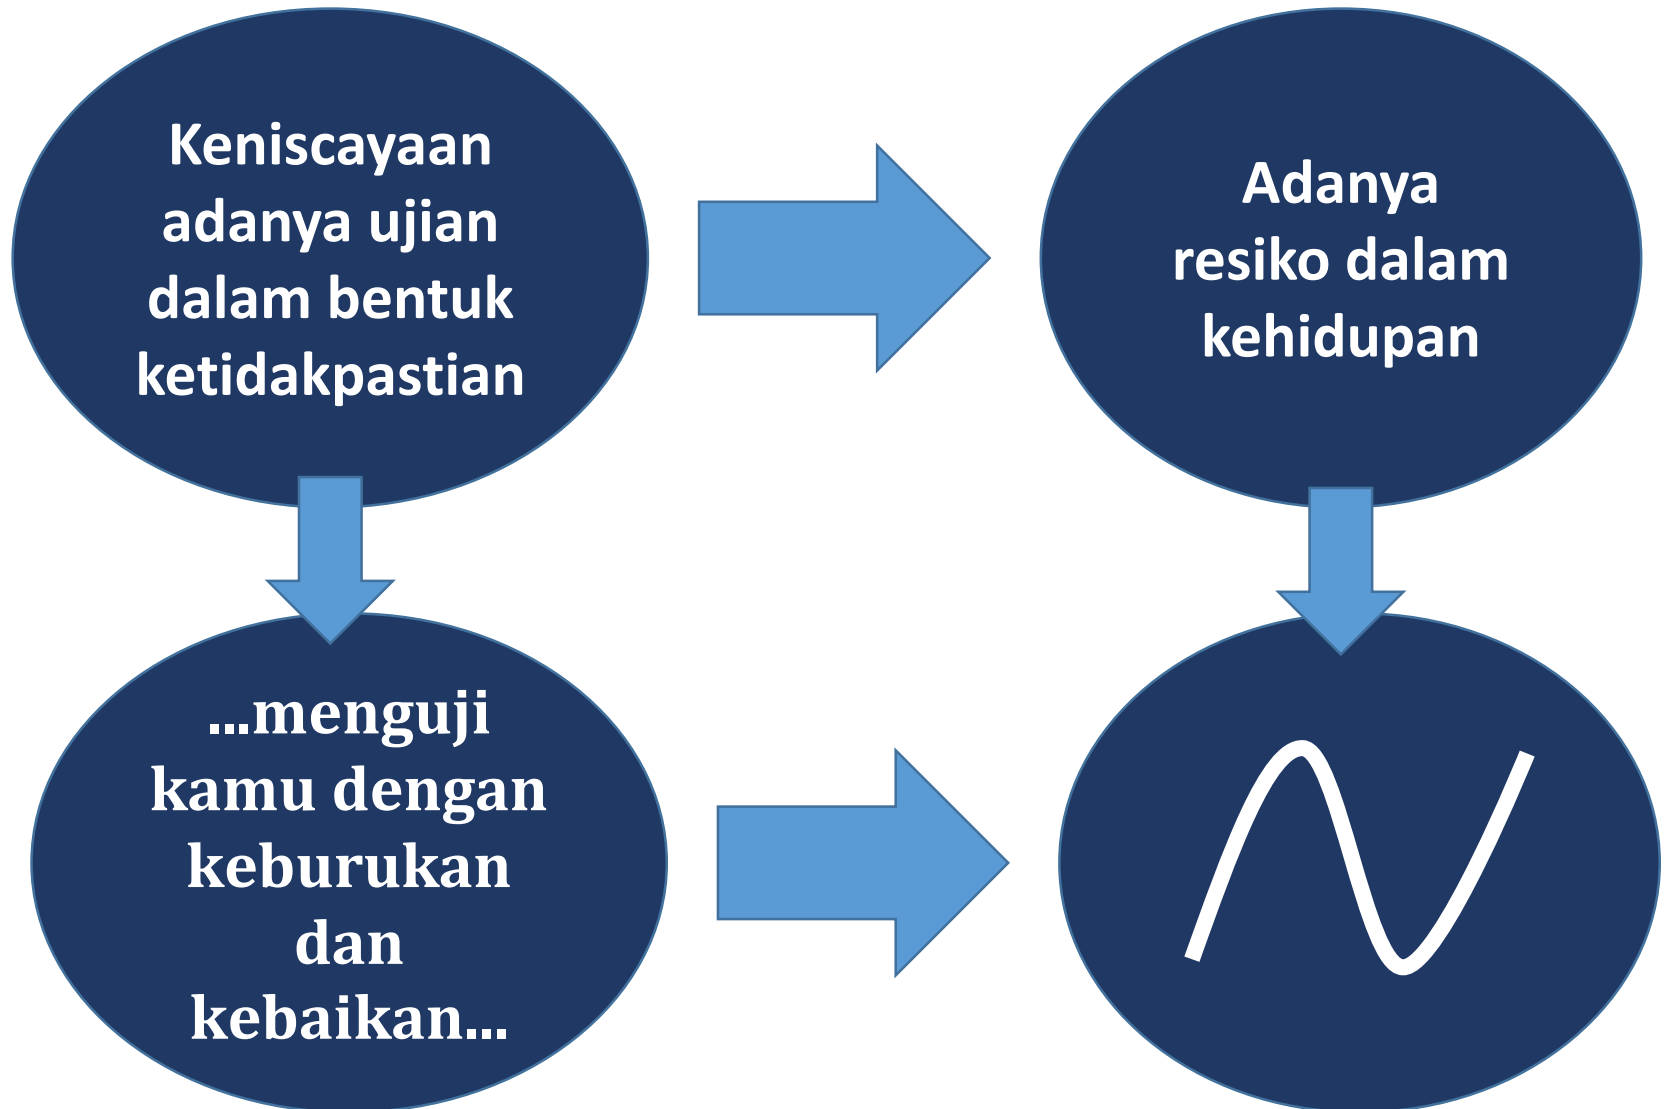 Keniscayaan
adanya ujian
dalam bentuk
ketidakpastian
Adanya
resiko dalam
kehidupan
...menguji
kamu dengan
keburukan
dan
kebaikan...